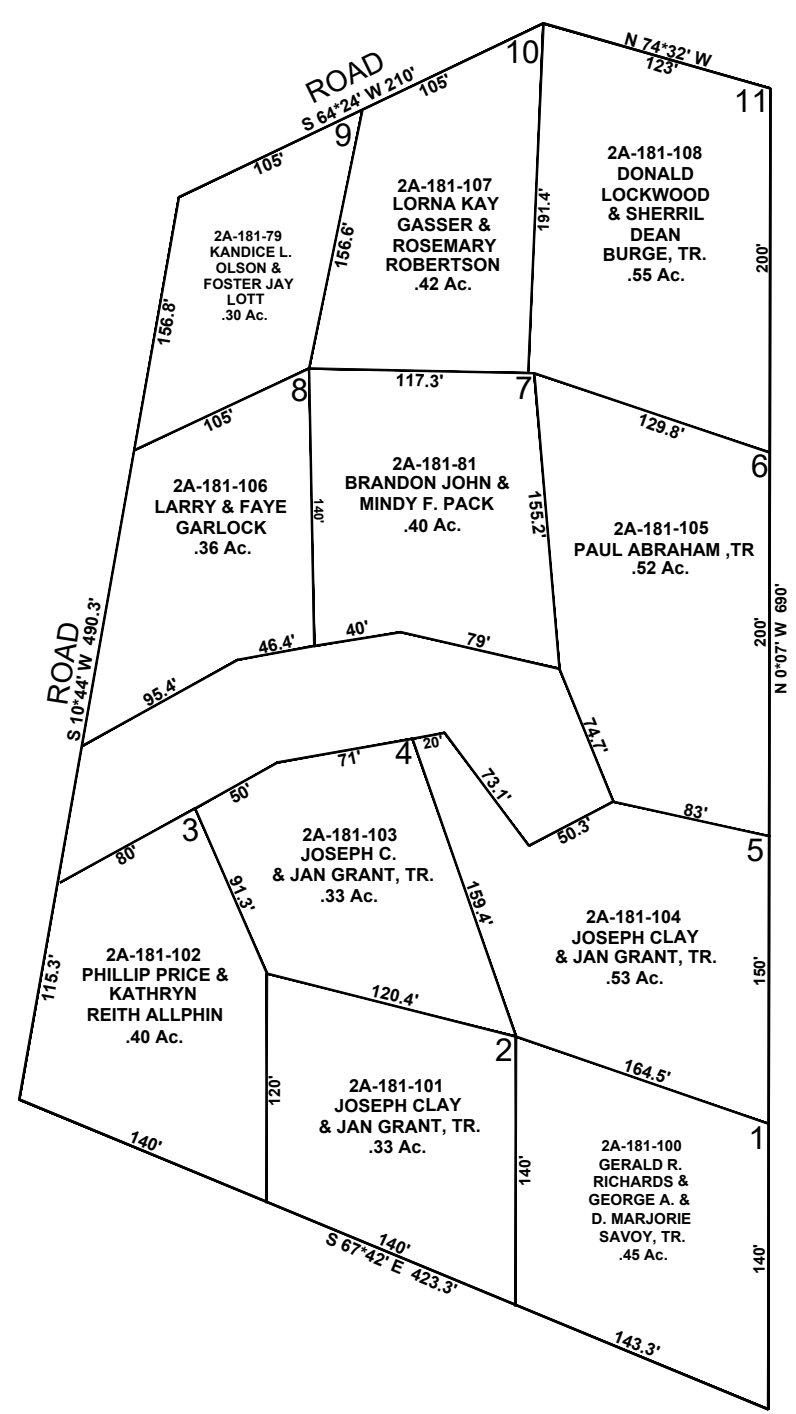 N 74*32' W
123'
10
11
ROAD
S 64*24' W 210'
105'
9
105'
2A-181-108
DONALD
LOCKWOOD
& SHERRIL
DEAN
BURGE, TR.
.55 Ac.
2A-181-107
LORNA KAY
GASSER &
ROSEMARY
ROBERTSON
.42 Ac.
191.4'
200'
2A-181-79
KANDICE L.
OLSON &
FOSTER JAY
LOTT
.30 Ac.
156.6'
156.8'
8
117.3'
7
105'
129.8'
6
2A-181-106
LARRY & FAYE
GARLOCK
.36 Ac.
140'
2A-181-81
BRANDON JOHN &
MINDY F. PACK
.40 Ac.
155.2'
2A-181-105
PAUL ABRAHAM ,TR
.52 Ac.
200'
N 0*07' W 690'
ROAD
S 10*44' W 490.3'
95.4'
46.4'
40'
79'
74.7'
71'
4
20'
73.1'
50'
3
80'
50.3'
83'
5
2A-181-103
JOSEPH C.
& JAN GRANT, TR.
.33 Ac.
91.3'
159.4'
2A-181-104
JOSEPH CLAY
& JAN GRANT, TR.
.53 Ac.
150'
2A-181-102
PHILLIP PRICE &
KATHRYN
REITH ALLPHIN
.40 Ac.
115.3'
120.4'
2
164.5'
1
120'
2A-181-101
JOSEPH CLAY
& JAN GRANT, TR.
.33 Ac.
140'
2A-181-100
GERALD R.
RICHARDS &
GEORGE A. &
D. MARJORIE
SAVOY, TR.
.45 Ac.
140'
140'
140'
S 67*42' E 423.3'
143.3'